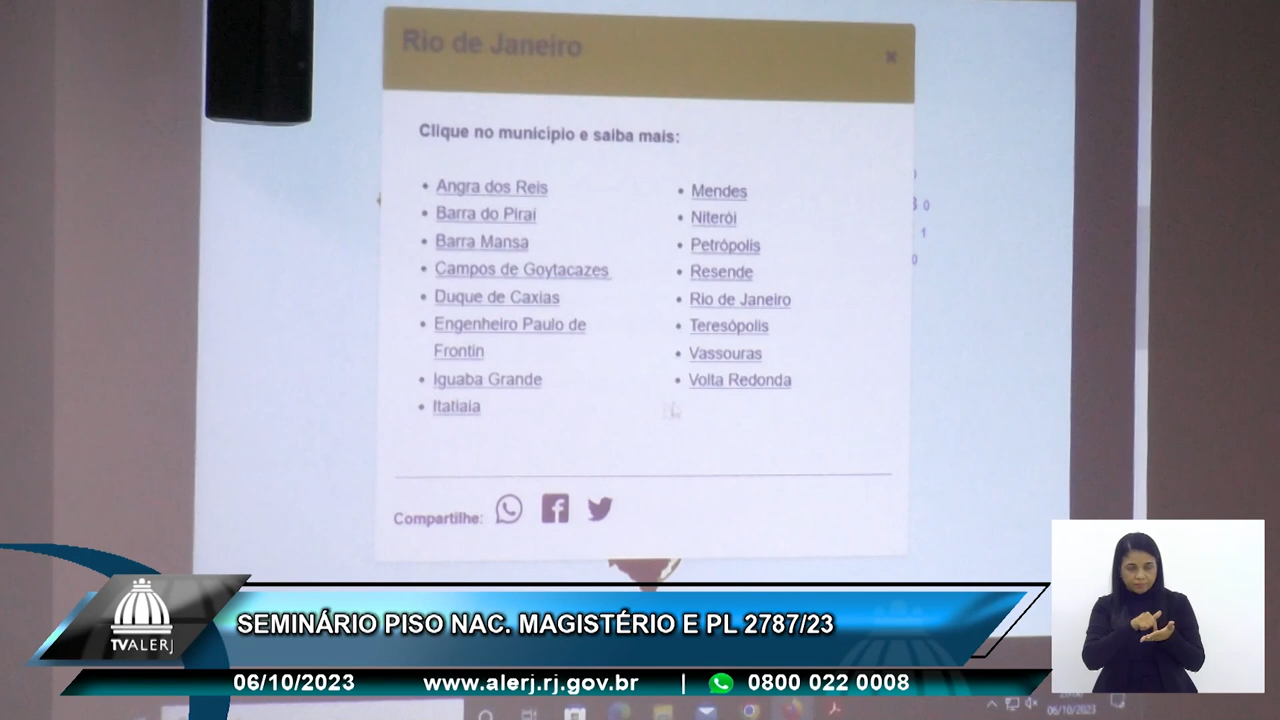 Rio de Janeiro
Clique no município e saiba mais:
Angra dos Reis
Barra do Piraí
Barra Mansa
Campos de Goytacazes
Duque de Caxias
Engenheiro Paulo de
Frontin
Iguaba Grande
Itatiaia
Mendes
Niterói
Petrópolis
Resende
Rio de Janeiro
Teresópolis
Vassouras
Volta Redonda
Compartilhe:
SEMINÁRIO PISO NAC. MAGISTÉRIO E PL 2787/23
TVALERJ
06/10/2023 www.alerj.rj.gov.br | 0800 022 0008
06/10/2023